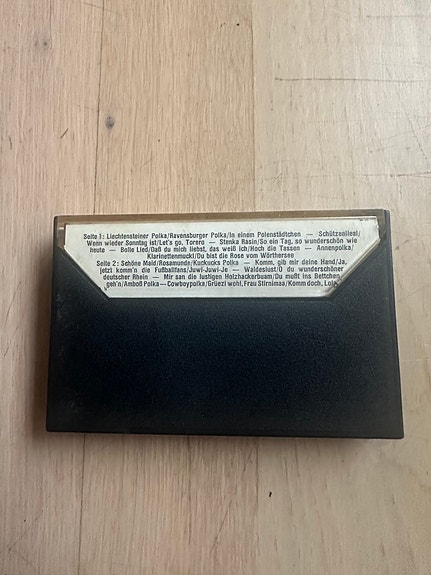 Seite 1: Liechtensteiner Polka/Ravensburger Polka/In einem Polenstädtchen — Schützenliesl/
Wenn wieder Sonntag ist/Let's go, Torero — Stenka Rasin/So ein Tag, so wunderschön wie
heute — Bolle Lied/Daß du mich liebst, das weiß ich/Hoch die Tassen — Annenpolka/
Klarinettenmuckl/Du bist die Rose vom Wörthersee
Seite 2: Schöne Maid/Rosamunde/Kuckucks Polka — Komm, gib mir deine Hand/Ja,
jetzt komm'n die Fußballfans/Juwi-Juwi-Je — Waldeslust/O du wunderschöner
deutscher Rhein — Mir san die lustigen Holzhackerbuam/Du mußt ins Bettchen
geh'n/Amboß Polka — Cowboypolka/Grüezi wohl, Frau Stirnimaa/Komm doch, Lola